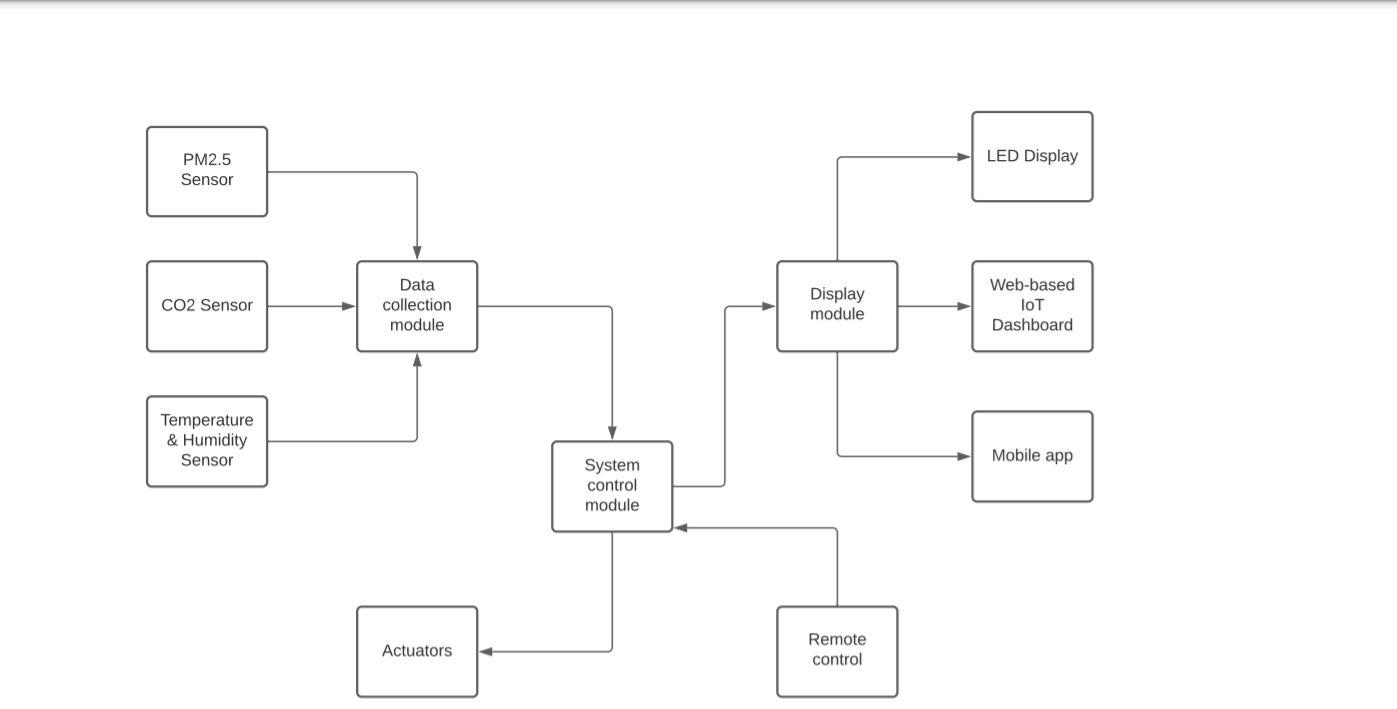 PM2.5
Sensor
CO2 Sensor
Temperature
& Humidity
Sensor
Data
collection
module
System
control
module
Actuators
Remote
control
Display
module
LED Display
Web-based
IoT
Dashboard
Mobile app